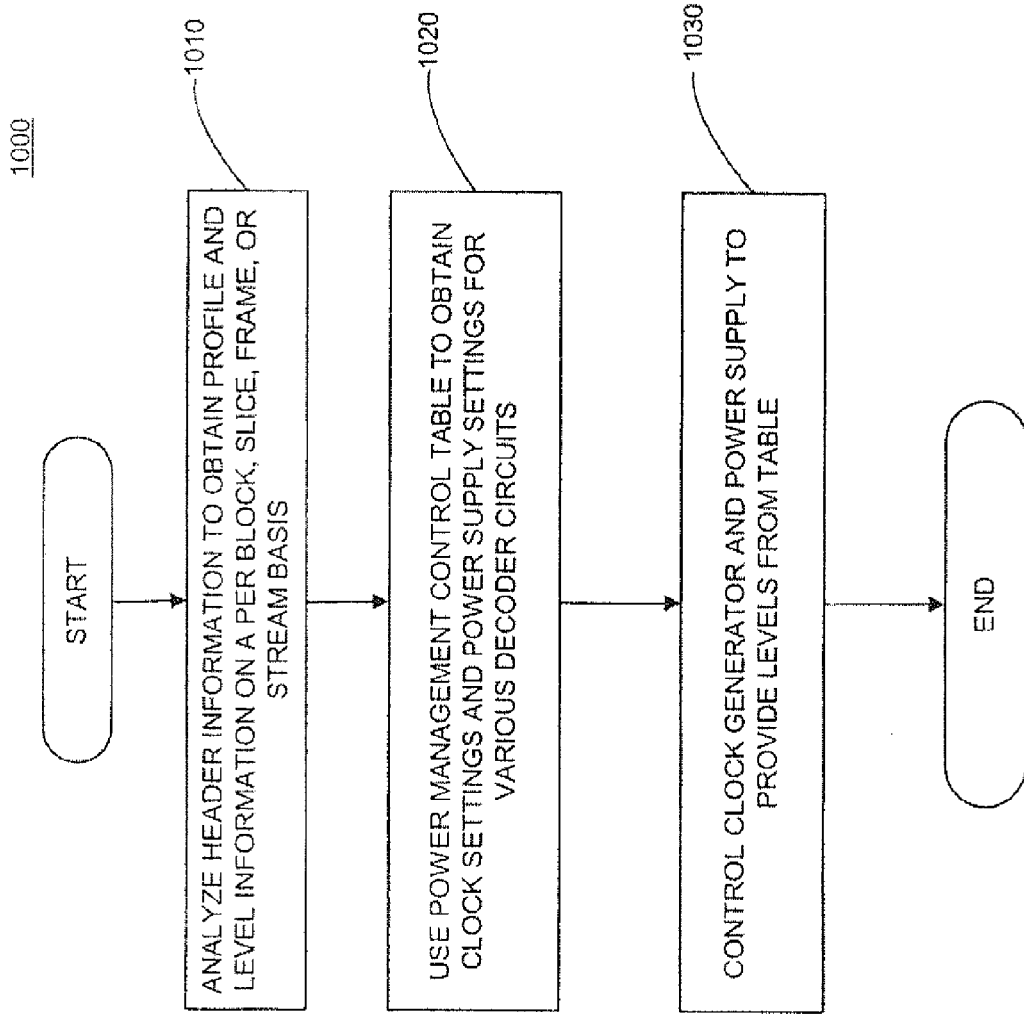 1000
START
ANALYZE HEADER INFORMATION TO OBTAIN PROFILE AND
LEVEL INFORMATION ON A PER BLOCK, SLICE, FRAME, OR
STREAM BASIS
1010
USE POWER MANAGEMENT CONTROL TABLE TO OBTAIN
CLOCK SETTINGS AND POWER SUPPLY SETTINGS FOR
VARIOUS DECODER CIRCUITS
1020
CONTROL CLOCK GENERATOR AND POWER SUPPLY TO
PROVIDE LEVELS FROM TABLE
1030
END